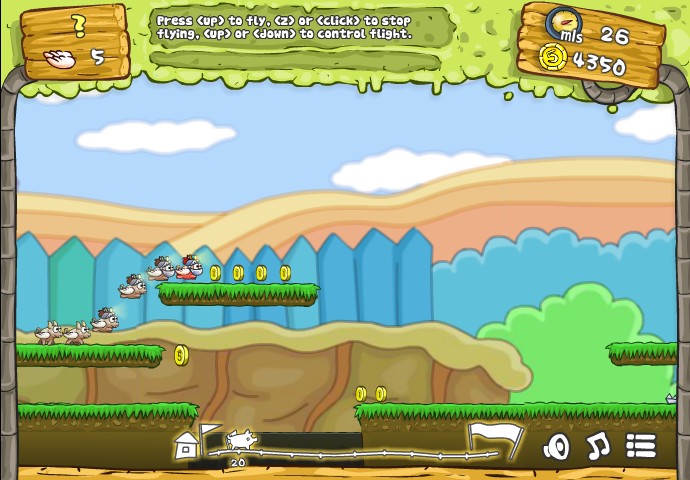 ?
5
Press <up> to fly, <z> or <click> to stop
flying, <up> or <down> to control flight.
mls 26
4350
20